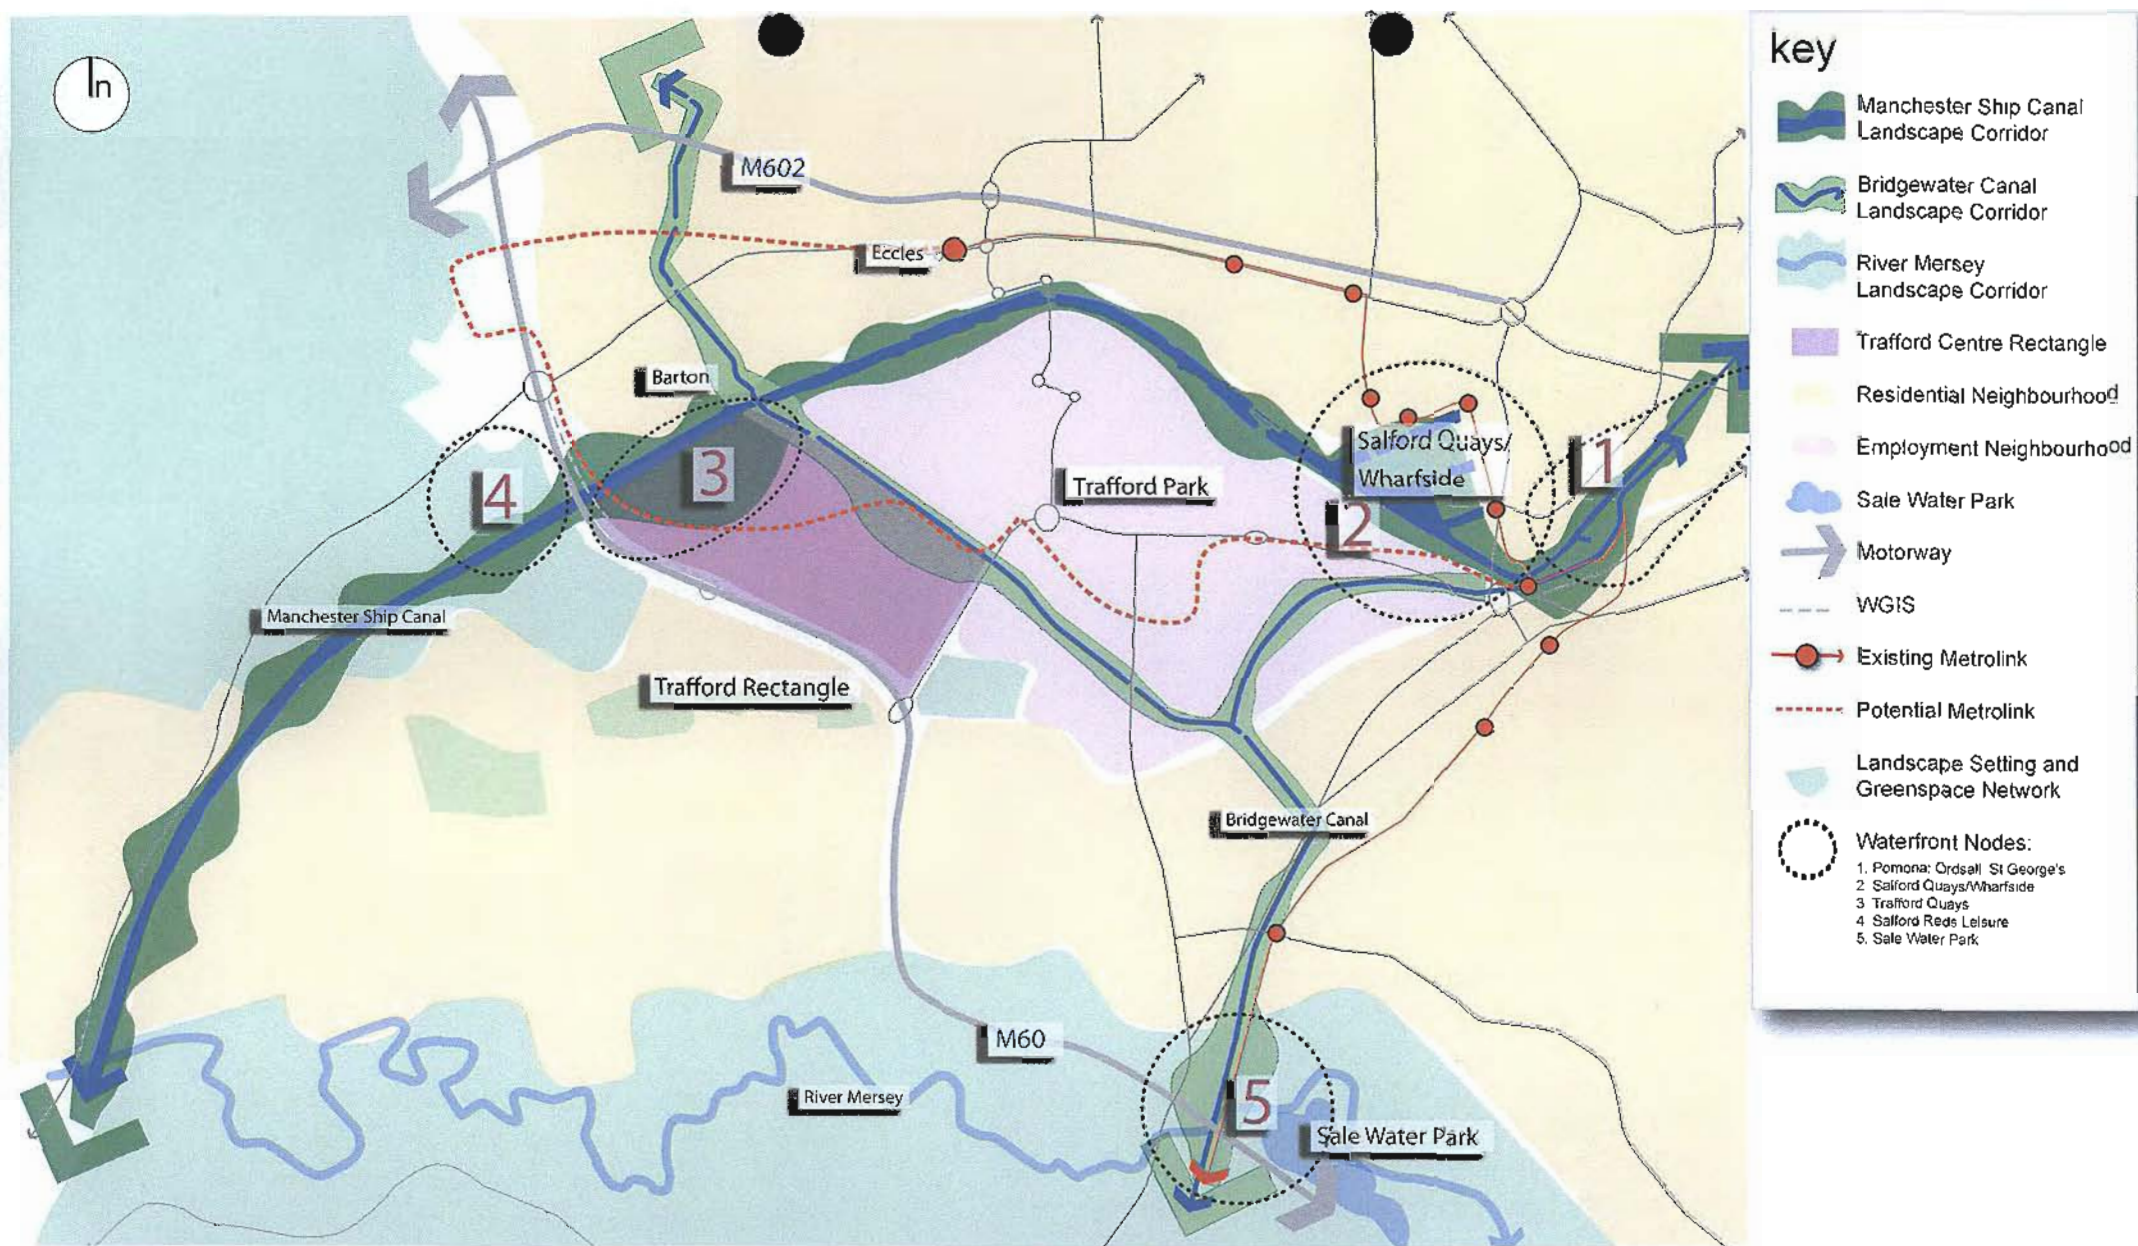 n
M602
Eccles
Barton
4
3
Salford Quays/
Wharfside
1
Trafford Park
2
Manchester Ship Canal
Trafford Rectangle
Bridgewater Canal
M60
River Mersey
5
Sale Water Park
key
Manchester Ship Canal
Landscape Corridor
Bridgewater Canal
Landscape Corridor
River Mersey
Landscape Corridor
Trafford Centre Rectangle
Residential Neighbourhood
Employment Neighbourhood
Sale Water Park
Motorway
WGIS
Existing Metrolink
Potential Metrolink
Landscape Setting and
Greenspace Network
Waterfront Nodes:
1. Pomona: Ordsall St George's
2 Salford Quays/Wharfside
3 Trafford Quays
4 Salford Reds Leisure
5. Sale Water Park